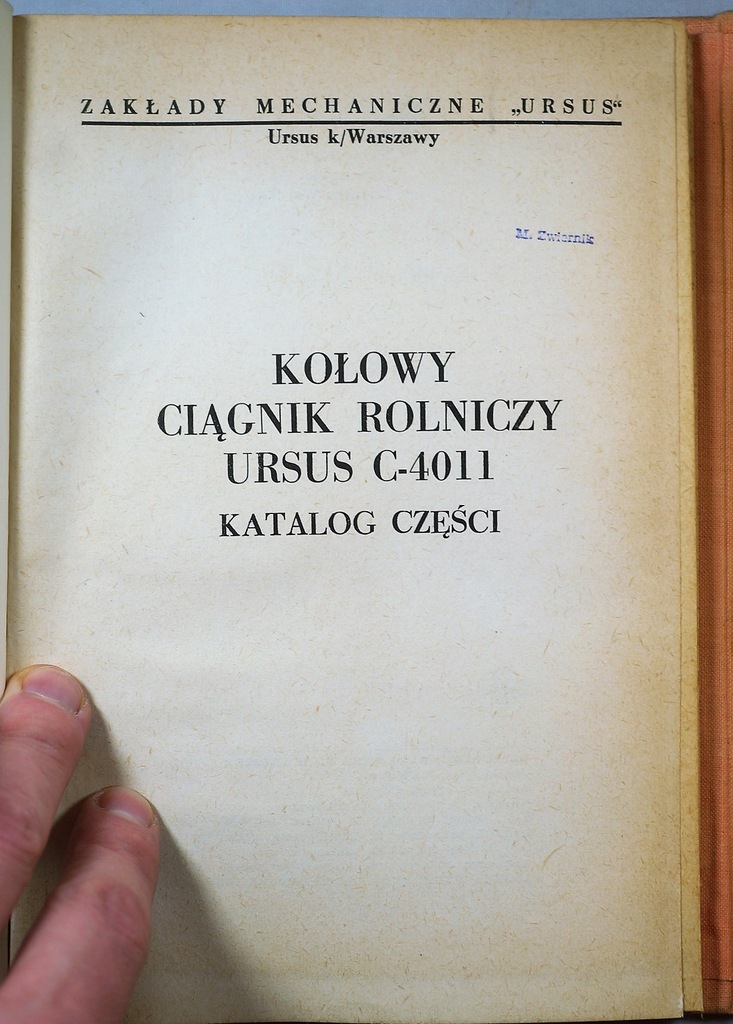 ZAKŁADY MECHANICZNE „URSUS“
Ursus k/Warszawy
M. Zwiernik
KOŁOWY
CIĄGNIK ROLNICZY
URSUS C-4011
KATALOG CZĘŚCI